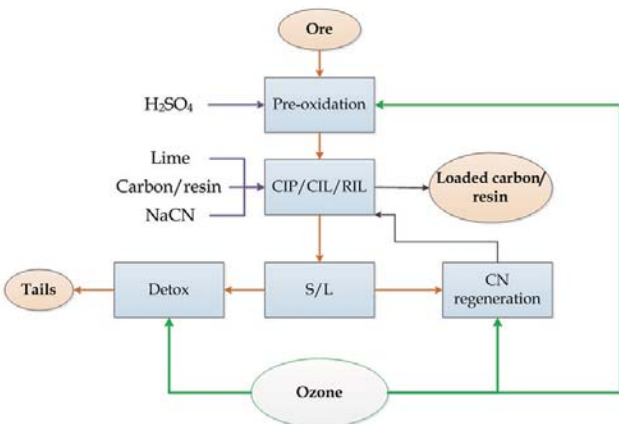 Ore
H₂SO₄
Pre-oxidation
Lime
Carbon/resin
NaCN
CIP/CIL/RIL
Loaded carbon/
resin
Tails
Detox
S/L
CN
regeneration
Ozone